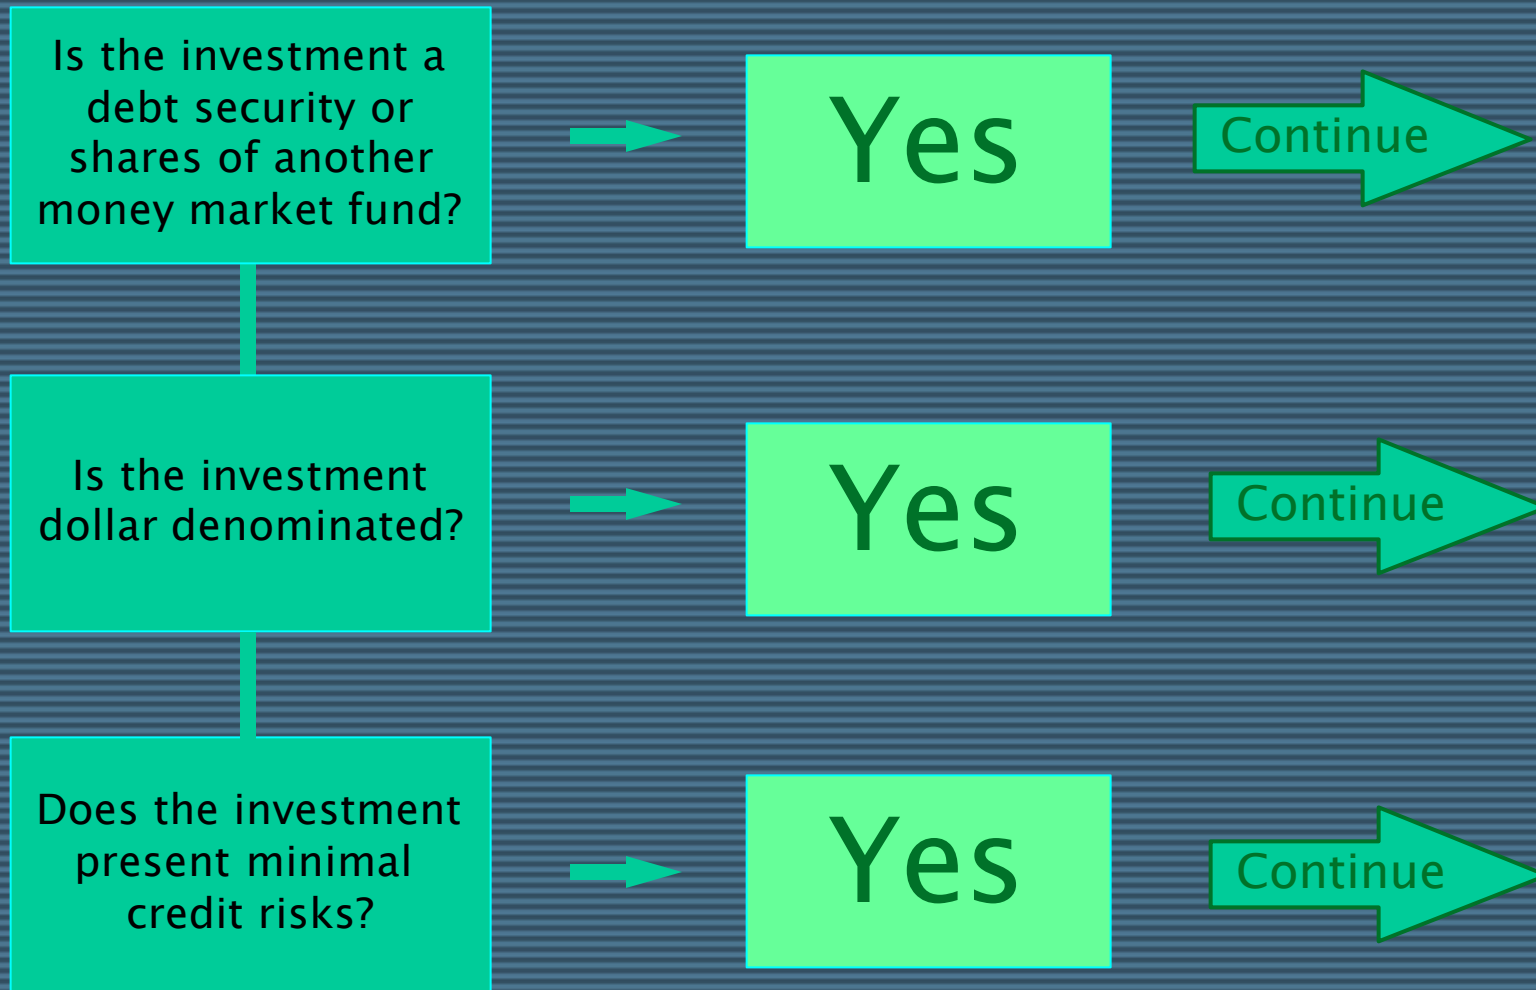 Is the investment a
debt security or
shares of another
money market fund?
Yes
Continue
Is the investment
dollar denominated?
Yes
Continue
Does the investment
present minimal
credit risks?
Yes
Continue